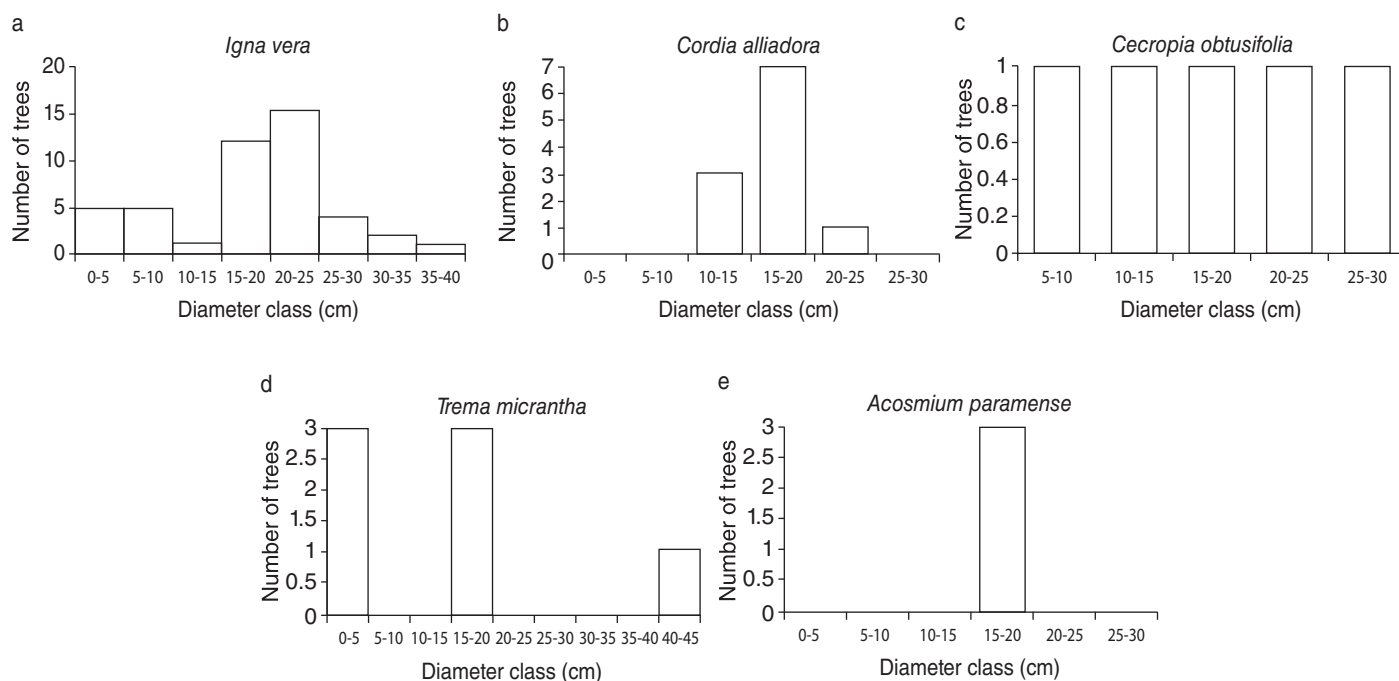 a
Igna vera
Number of trees
20
15
10
5
0
0-5 5-10 10-15 15-20 20-25 25-30 30-35 35-40
Diameter class (cm)
b
Cordia alliadora
Number of trees
7
6
5
4
3
2
1
0
0-5 5-10 10-15 15-20 20-25 25-30
Diameter class (cm)
c
Cecropia obtusifolia
Number of trees
1
0.8
0.6
0.4
0.2
0
5-10 10-15 15-20 20-25 25-30
Diameter class (cm)
d
Trema micrantha
Number of trees
3
2.5
2
1.5
1
0.5
0
0-5 5-10 10-15 15-20 20-25 25-30 30-35 35-40 40-45
Diameter class (cm)
e
Acosmium paramense
Number of trees
3
2.5
2
1.5
1
0.5
0
0-5 5-10 10-15 15-20 20-25 25-30
Diameter class (cm)